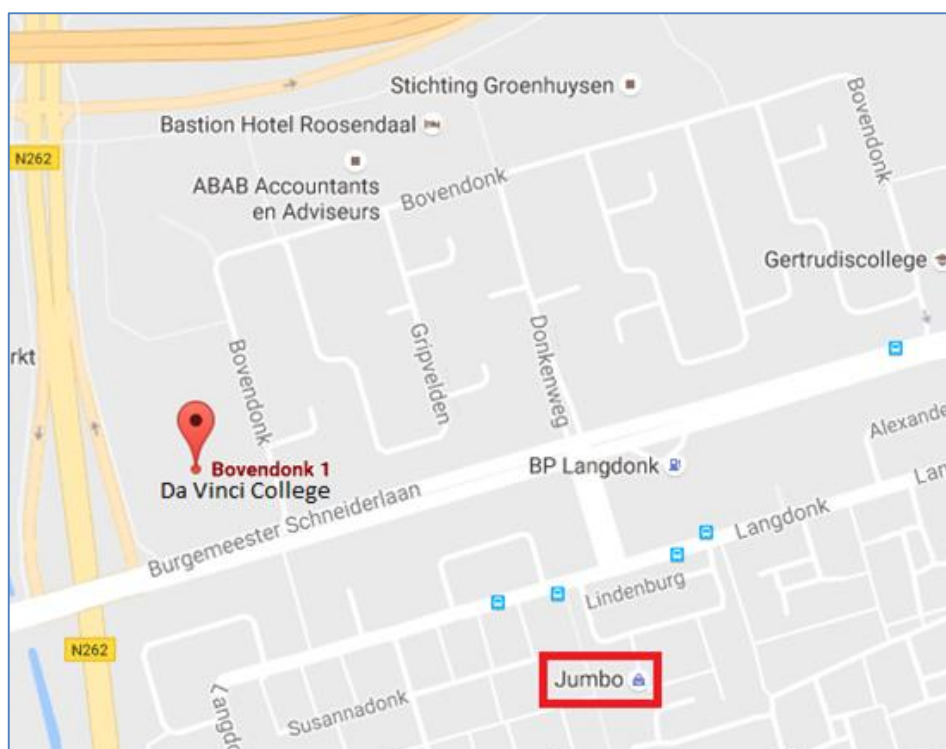 Stichting Groenhuysen
Bovendonk
Bastion Hotel Roosendaal
N262
ABAB Accountants
en Adviseurs
Bovendonk
Gertrudiscollege
Bovendonk
Gripvelden
Donkenweg
rkt
Alexande
Bovendonk 1
Da Vinci College
BP Langdonk
Lan
Burgemeester Schneiderlaan
Langdonk
Lindenburg
N262
Jumbo
Langdo
Susannadonk